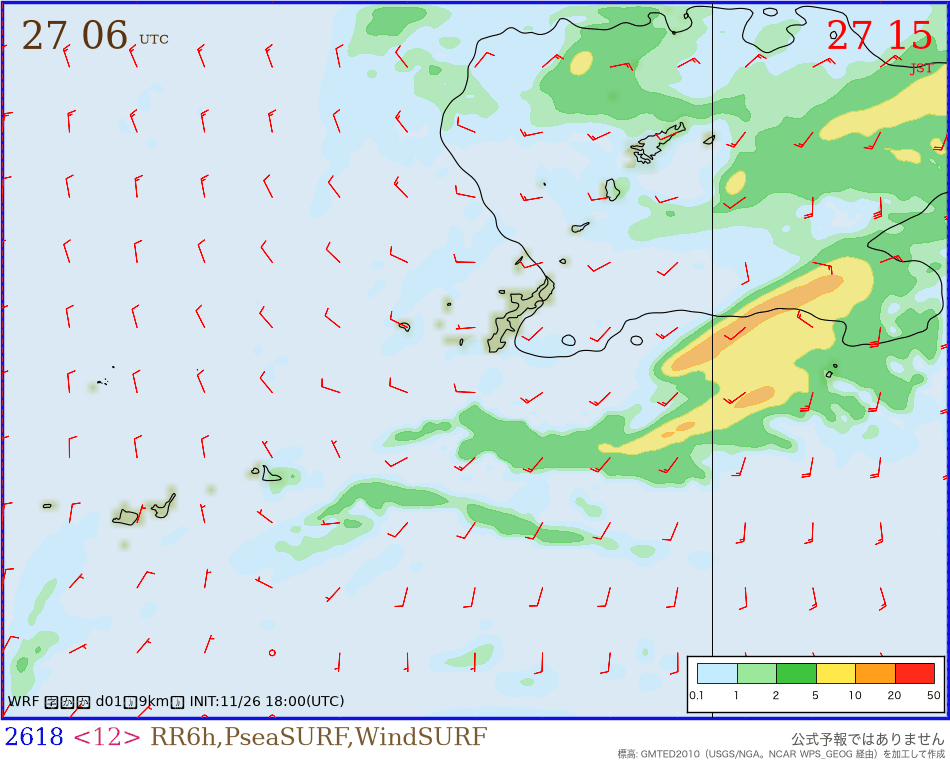 27 06 UTC
27 15
JST
0.1 1 2 5 10 20 50
WRF d01 9km INIT:11/26 18:00(UTC)
2618 <12> RR6h,PseaSURF,WindSURF
公式予報ではありません
標高: GMTED2010（USGS/NGA。NCAR WPS_GEOG 経由）を加工して作成